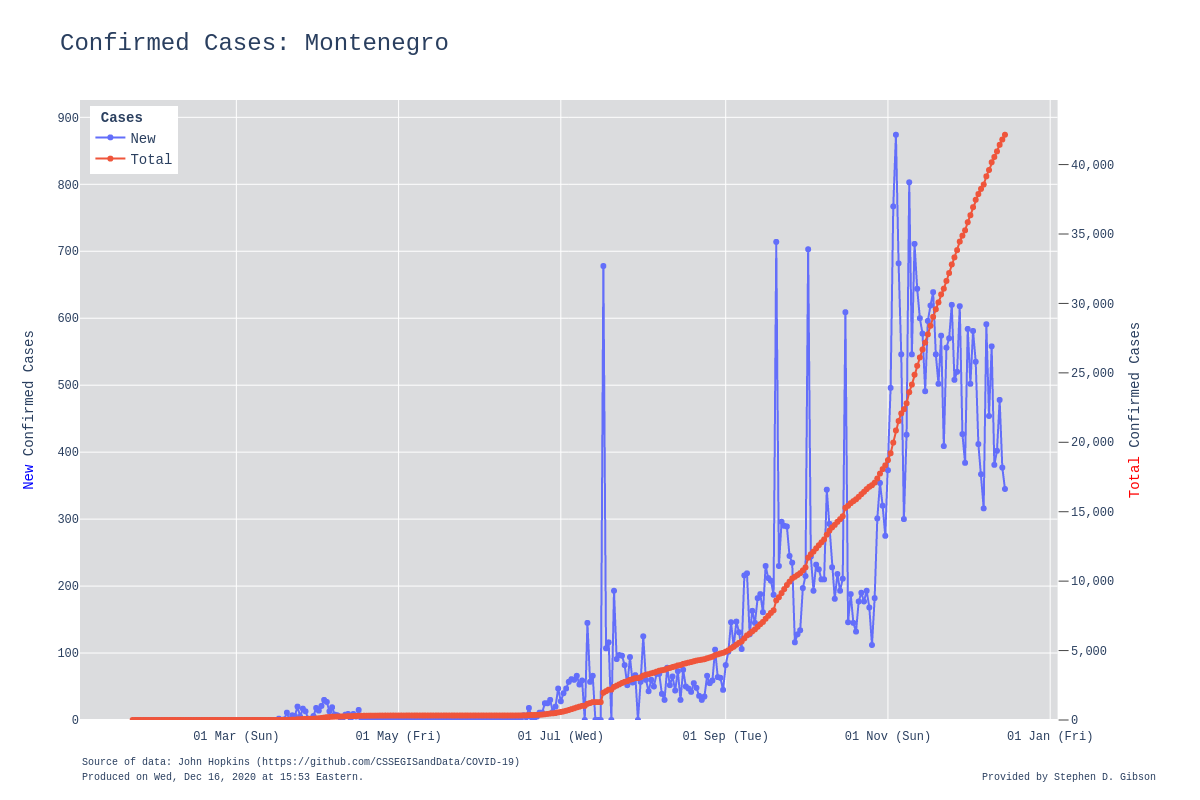 Confirmed Cases: Montenegro
Cases
New
Total
900
800
700
600
500
400
300
200
100
0
New Confirmed Cases
40,000
35,000
30,000
25,000
20,000
15,000
10,000
5,000
0
Total Confirmed Cases
01 Mar (Sun) 01 May (Fri) 01 Jul (Wed) 01 Sep (Tue) 01 Nov (Sun) 01 Jan (Fri)
Source of data: John Hopkins (https://github.com/CSSEGISandData/COVID-19)
Produced on Wed, Dec 16, 2020 at 15:53 Eastern.
Provided by Stephen D. Gibson